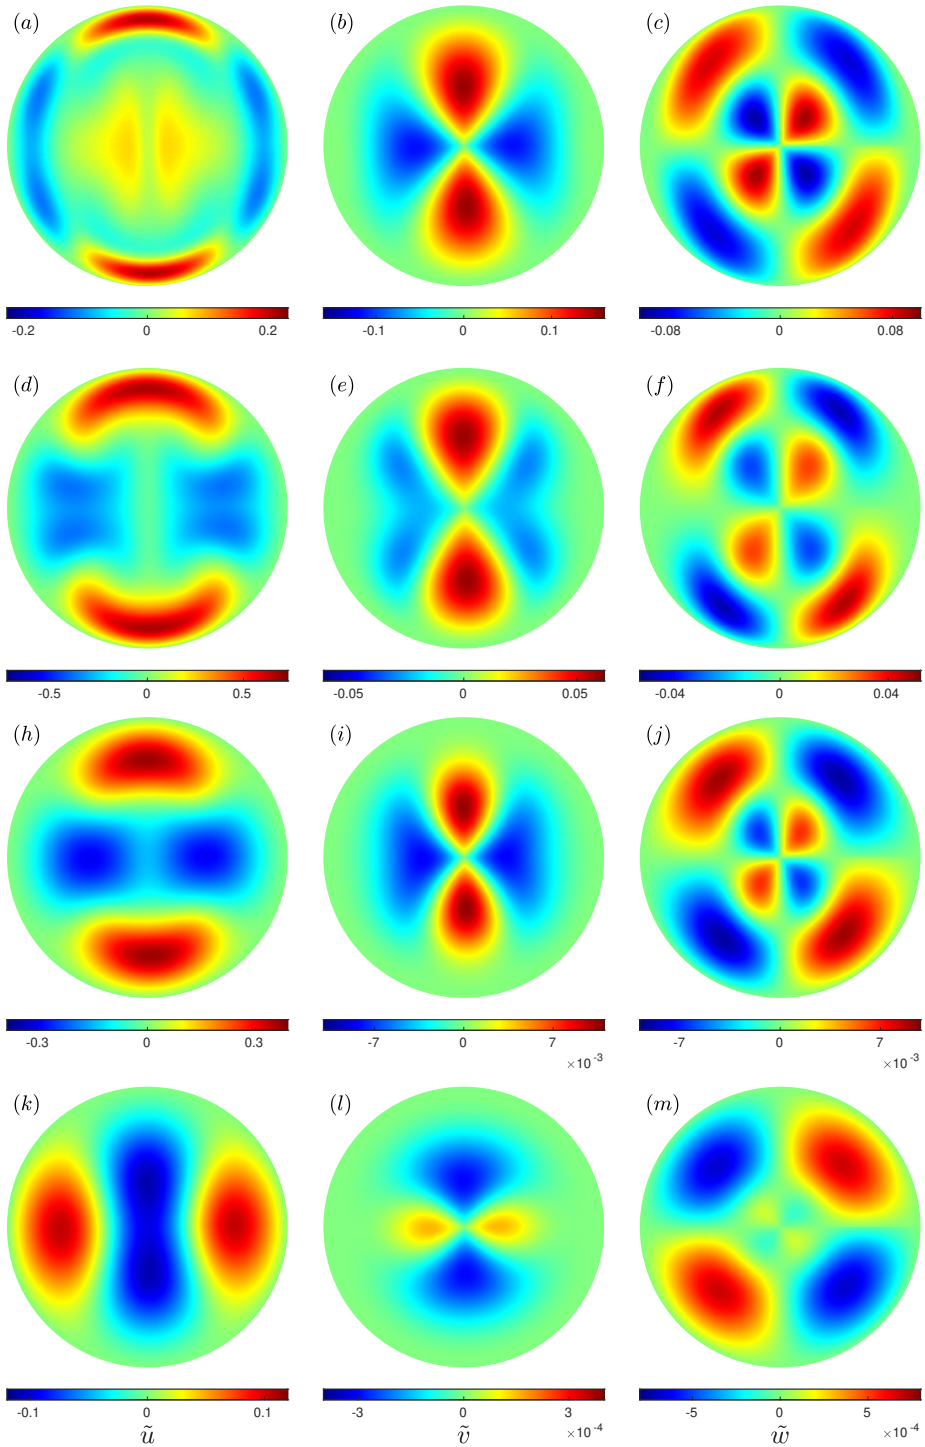 (a) (b) (c)
-0.2 0 0.2 -0.1 0 0.1 -0.08 0 0.08
(d) (e) (f)
-0.5 0 0.5 -0.05 0 0.05 -0.04 0 0.04
(h) (i) (j)
-0.3 0 0.3 -7 0 7 -7 0 7
×10⁻³ ×10⁻³
(k) (l) (m)
-0.1 0 0.1 -3 0 3 -5 0 5
×10⁻⁴ ×10⁻⁴
ũ ṽ w̃